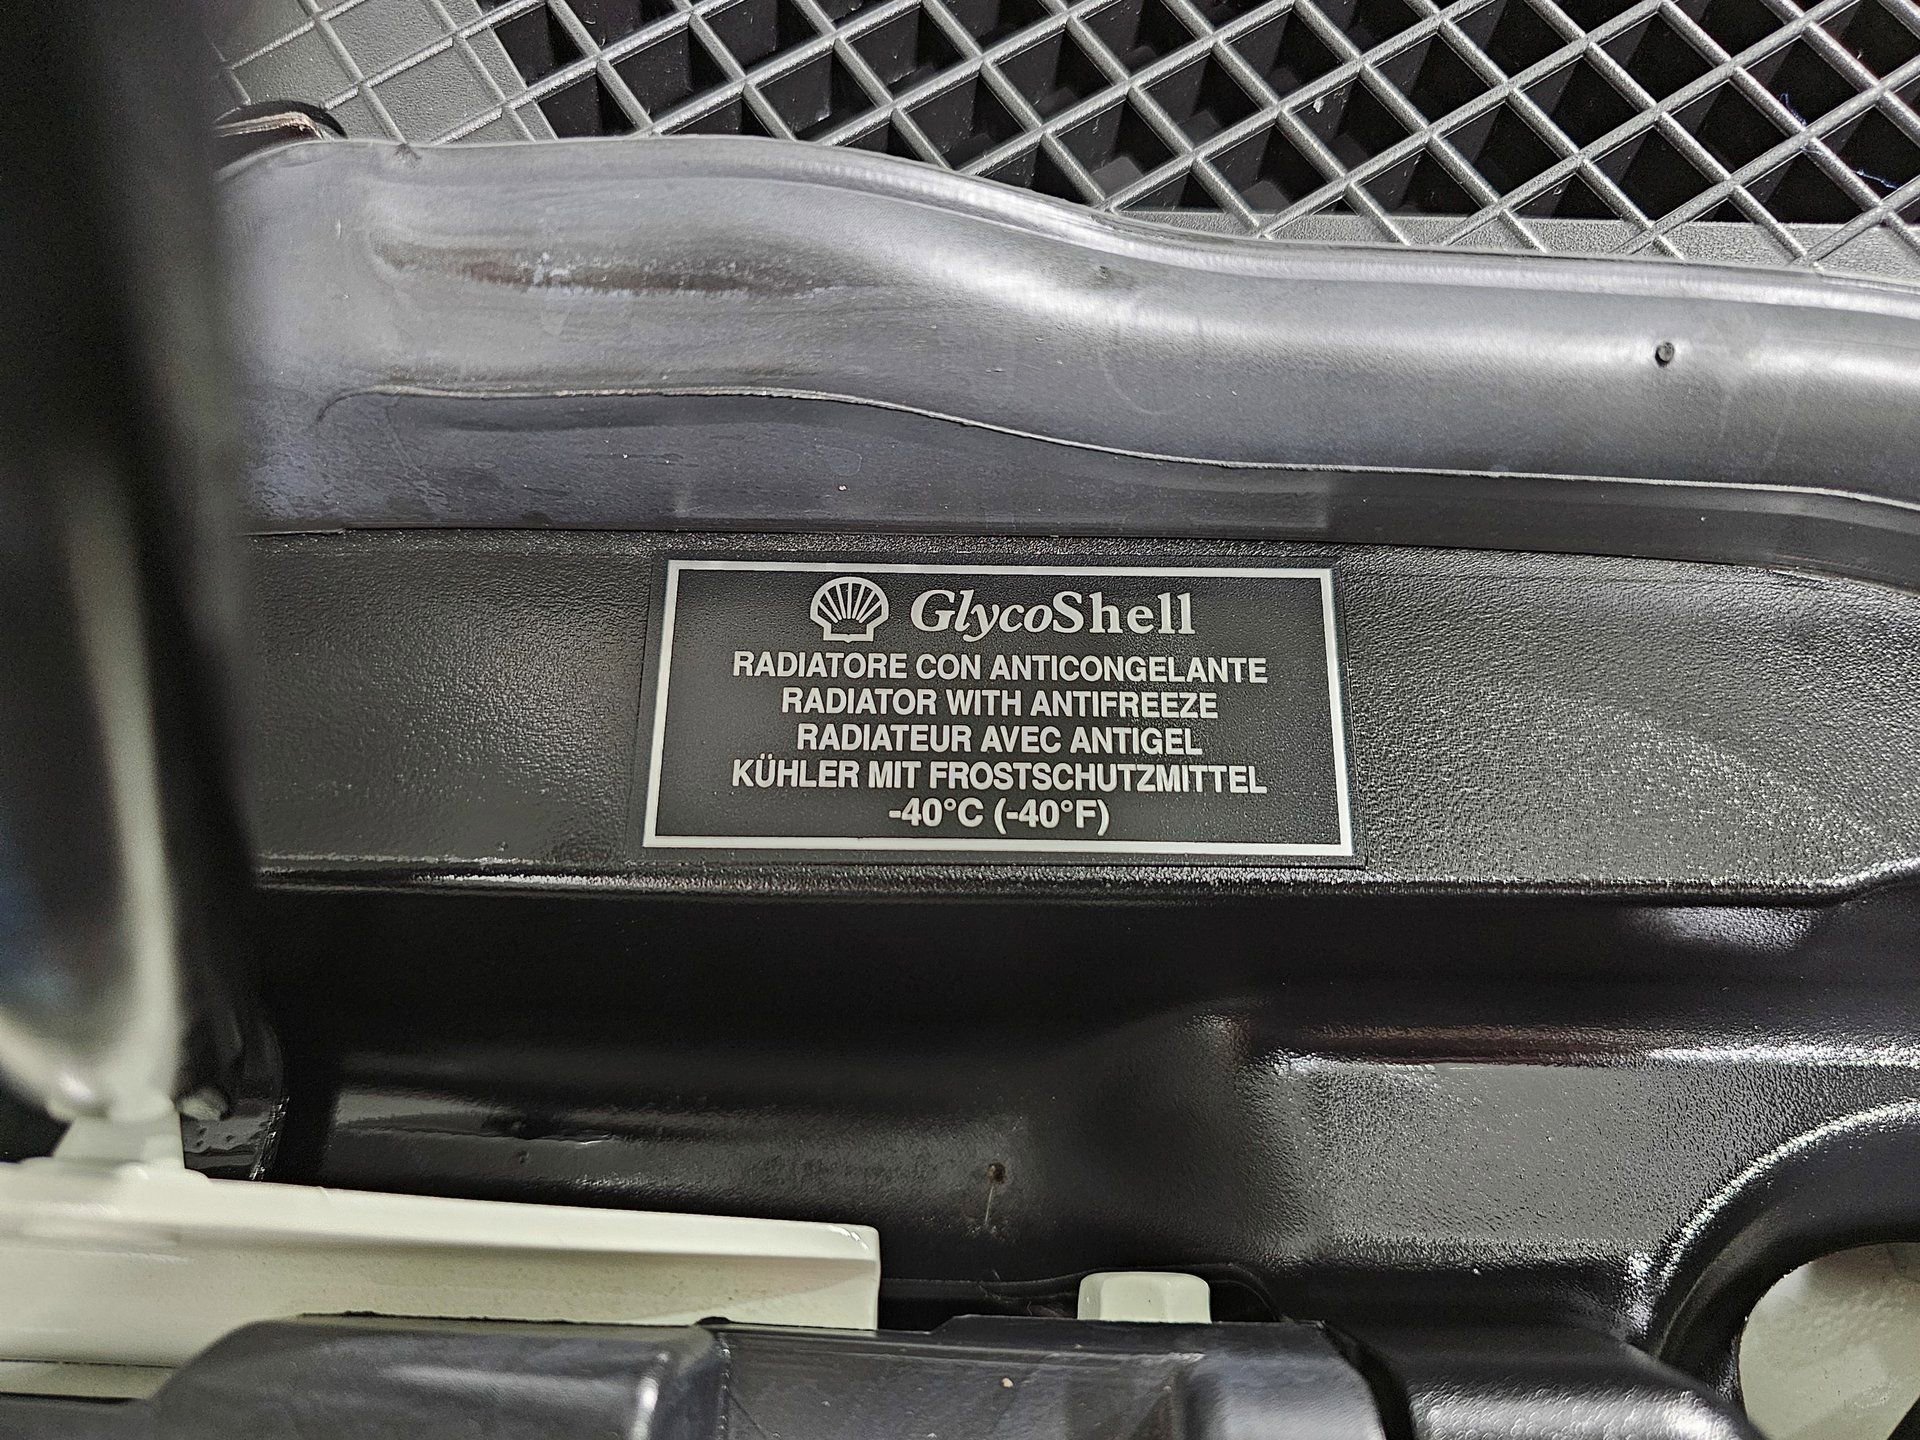 GlycoShell
RADIATORE CON ANTICONGELANTE
RADIATOR WITH ANTIFREEZE
RADIATEUR AVEC ANTIGEL
KÜHLER MIT FROSTSCHUTZMITTEL
-40°C (-40°F)